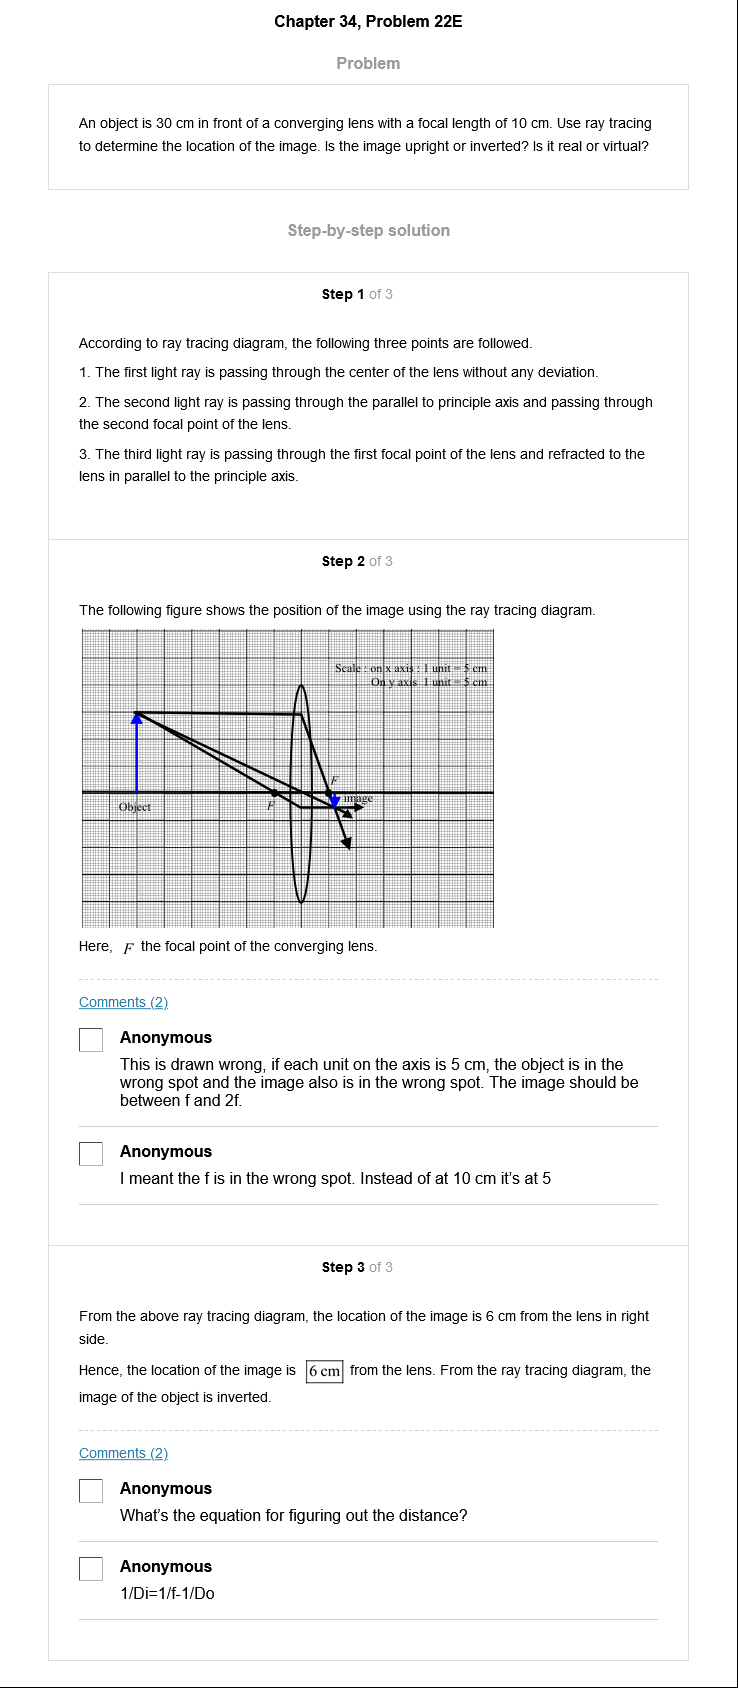 Chapter 34, Problem 22E
Problem
An object is 30 cm in front of a converging lens with a focal length of 10 cm. Use ray tracing
to determine the location of the image. Is the image upright or inverted? Is it real or virtual?
Step-by-step solution
Step 1 of 3
According to ray tracing diagram, the following three points are followed.
1. The first light ray is passing through the center of the lens without any deviation.
2. The second light ray is passing through the parallel to principle axis and passing through
the second focal point of the lens.
3. The third light ray is passing through the first focal point of the lens and refracted to the
lens in parallel to the principle axis.
Step 2 of 3
The following figure shows the position of the image using the ray tracing diagram.
Scale : on x axis : 1 unit = 5 cm
On y axis 1 unit = 5 cm
F
image
Object
F
Here, F the focal point of the converging lens.
Comments (2)
Anonymous
This is drawn wrong, if each unit on the axis is 5 cm, the object is in the
wrong spot and the image also is in the wrong spot. The image should be
between f and 2f.
Anonymous
I meant the f is in the wrong spot. Instead of at 10 cm it's at 5
Step 3 of 3
From the above ray tracing diagram, the location of the image is 6 cm from the lens in right
side.
Hence, the location of the image is 6 cm from the lens. From the ray tracing diagram, the
image of the object is inverted.
Comments (2)
Anonymous
What's the equation for figuring out the distance?
Anonymous
1/Di=1/f-1/Do